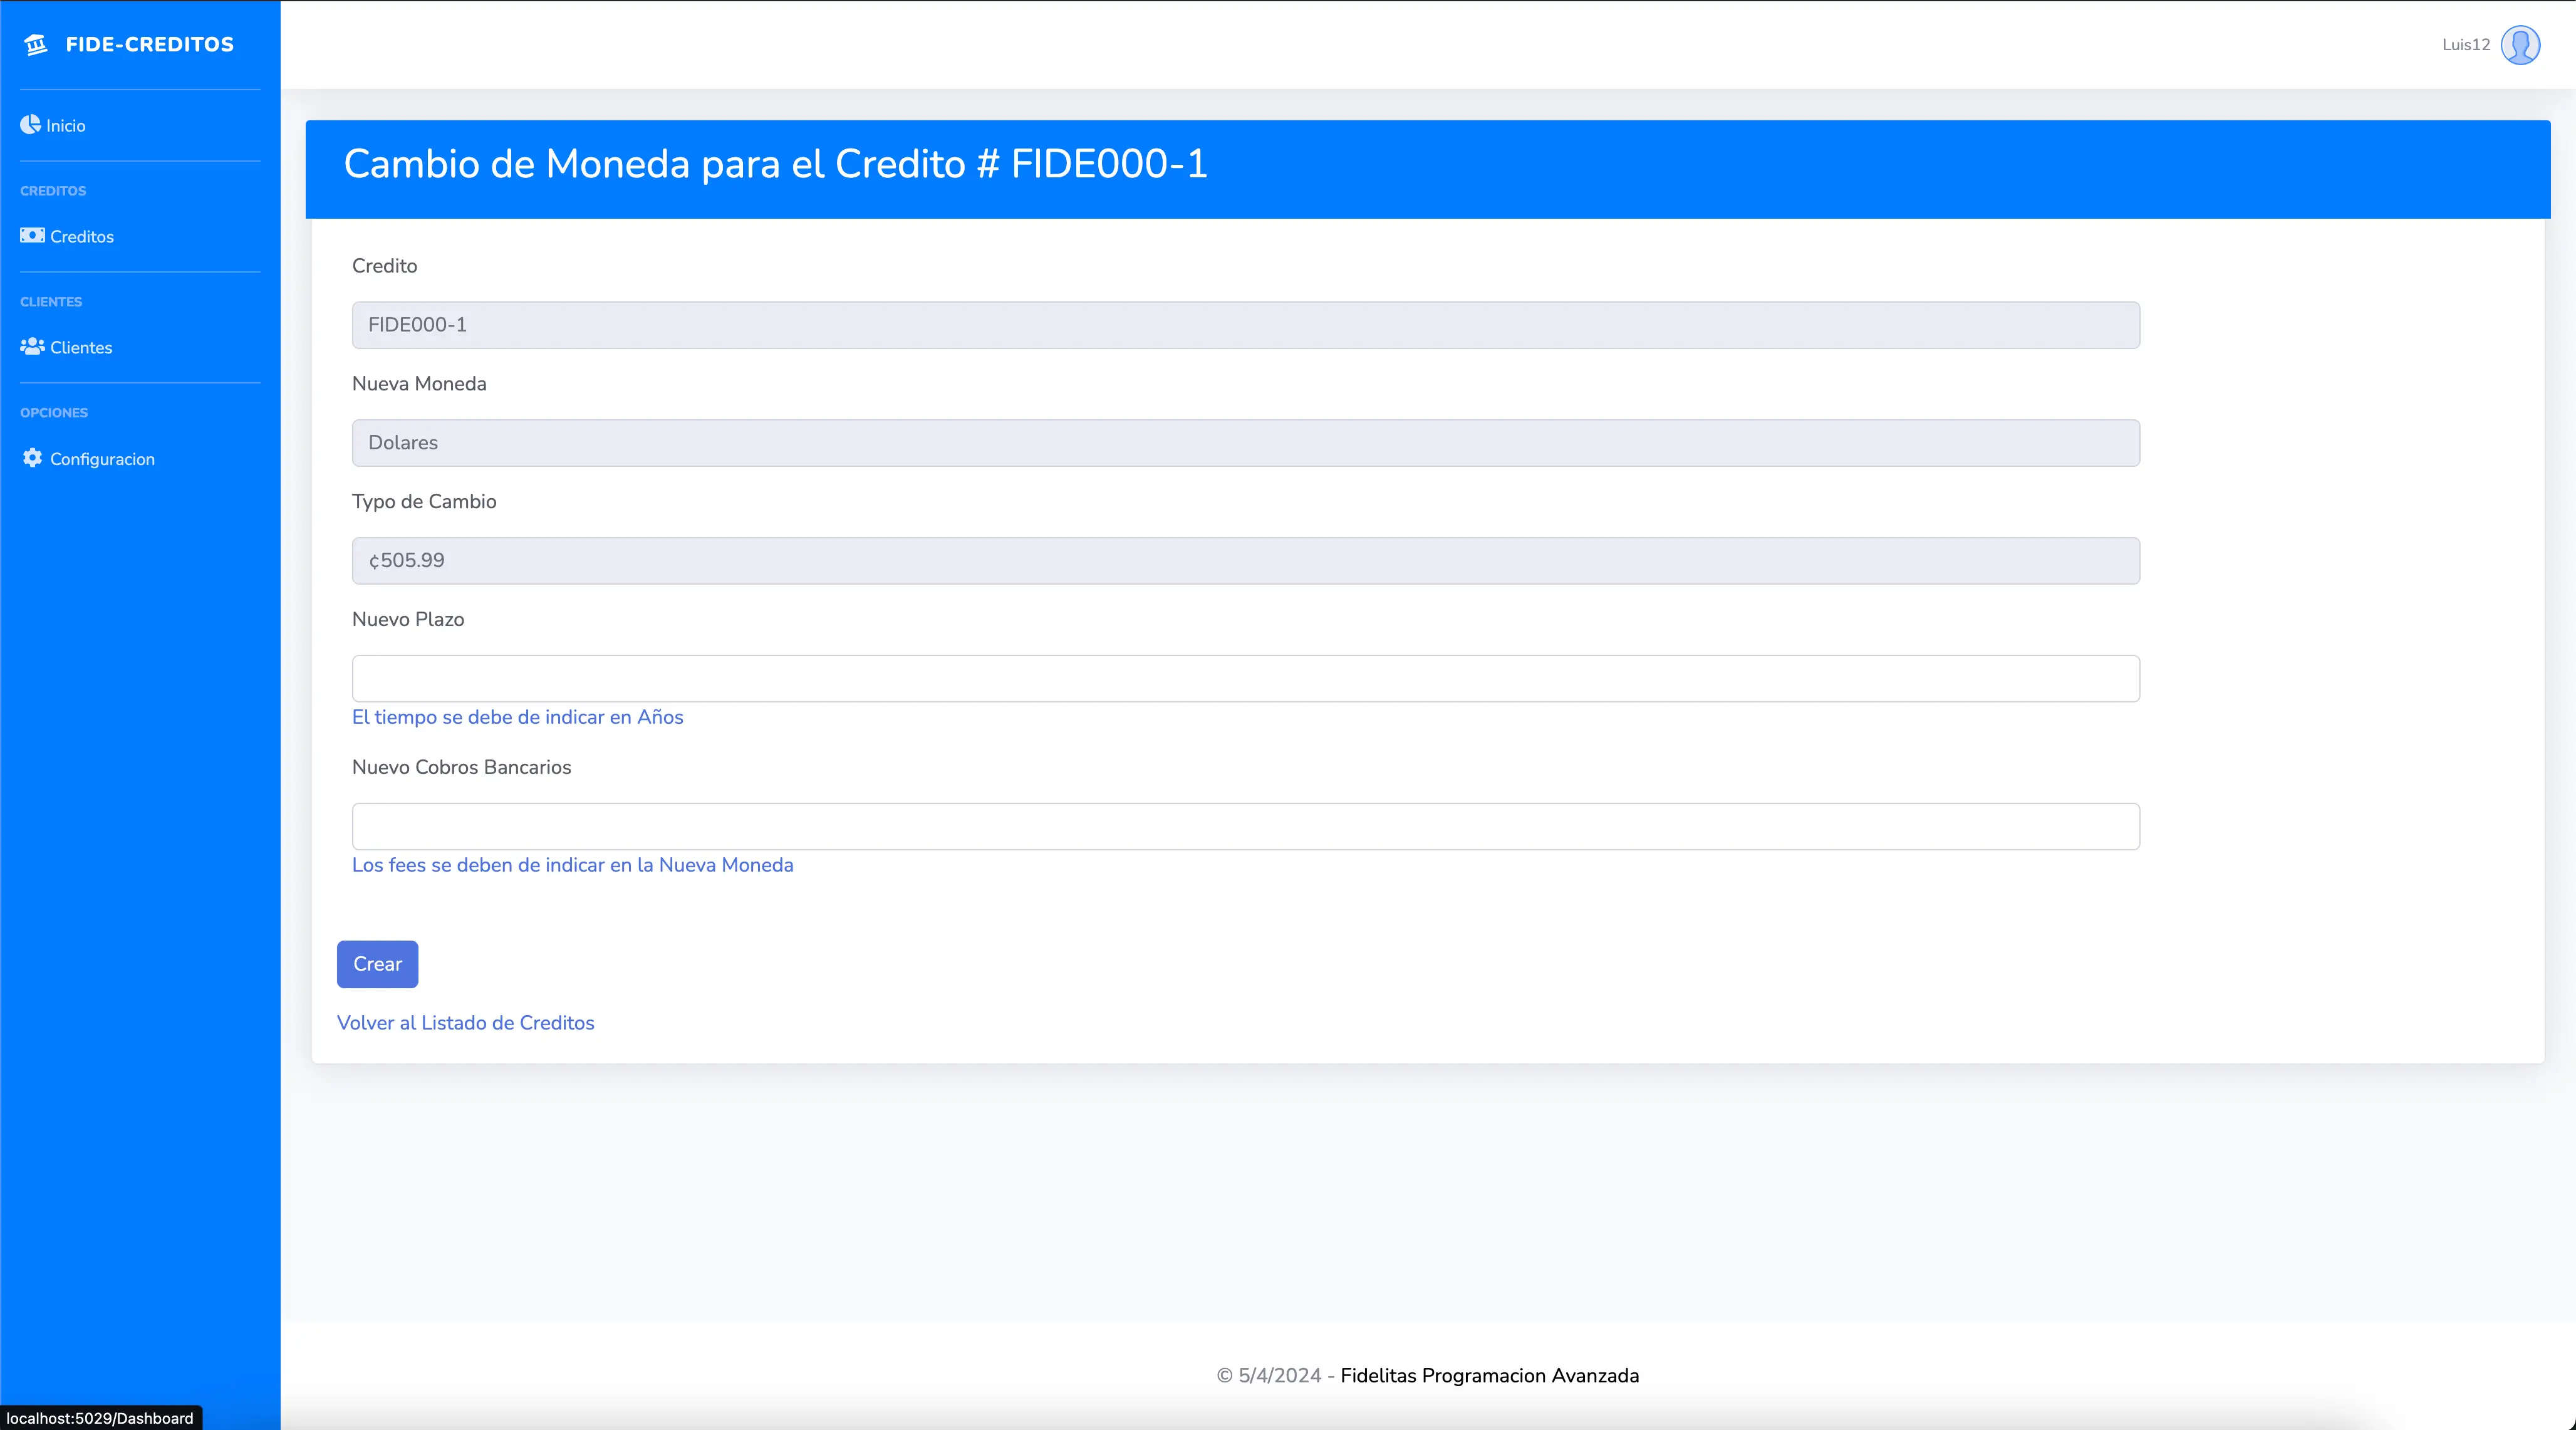 FIDE-CREDITOS
Luis12
Inicio
CREDITOS
Creditos
CLIENTES
Clientes
OPCIONES
Configuracion
Cambio de Moneda para el Credito # FIDE000-1
Credito
FIDE000-1
Nueva Moneda
Dolares
Typo de Cambio
¢505.99
Nuevo Plazo
El tiempo se debe de indicar en Años
Nuevo Cobros Bancarios
Los fees se deben de indicar en la Nueva Moneda
Crear
Volver al Listado de Creditos
© 5/4/2024 - Fidelitas Programacion Avanzada
localhost:5029/Dashboard